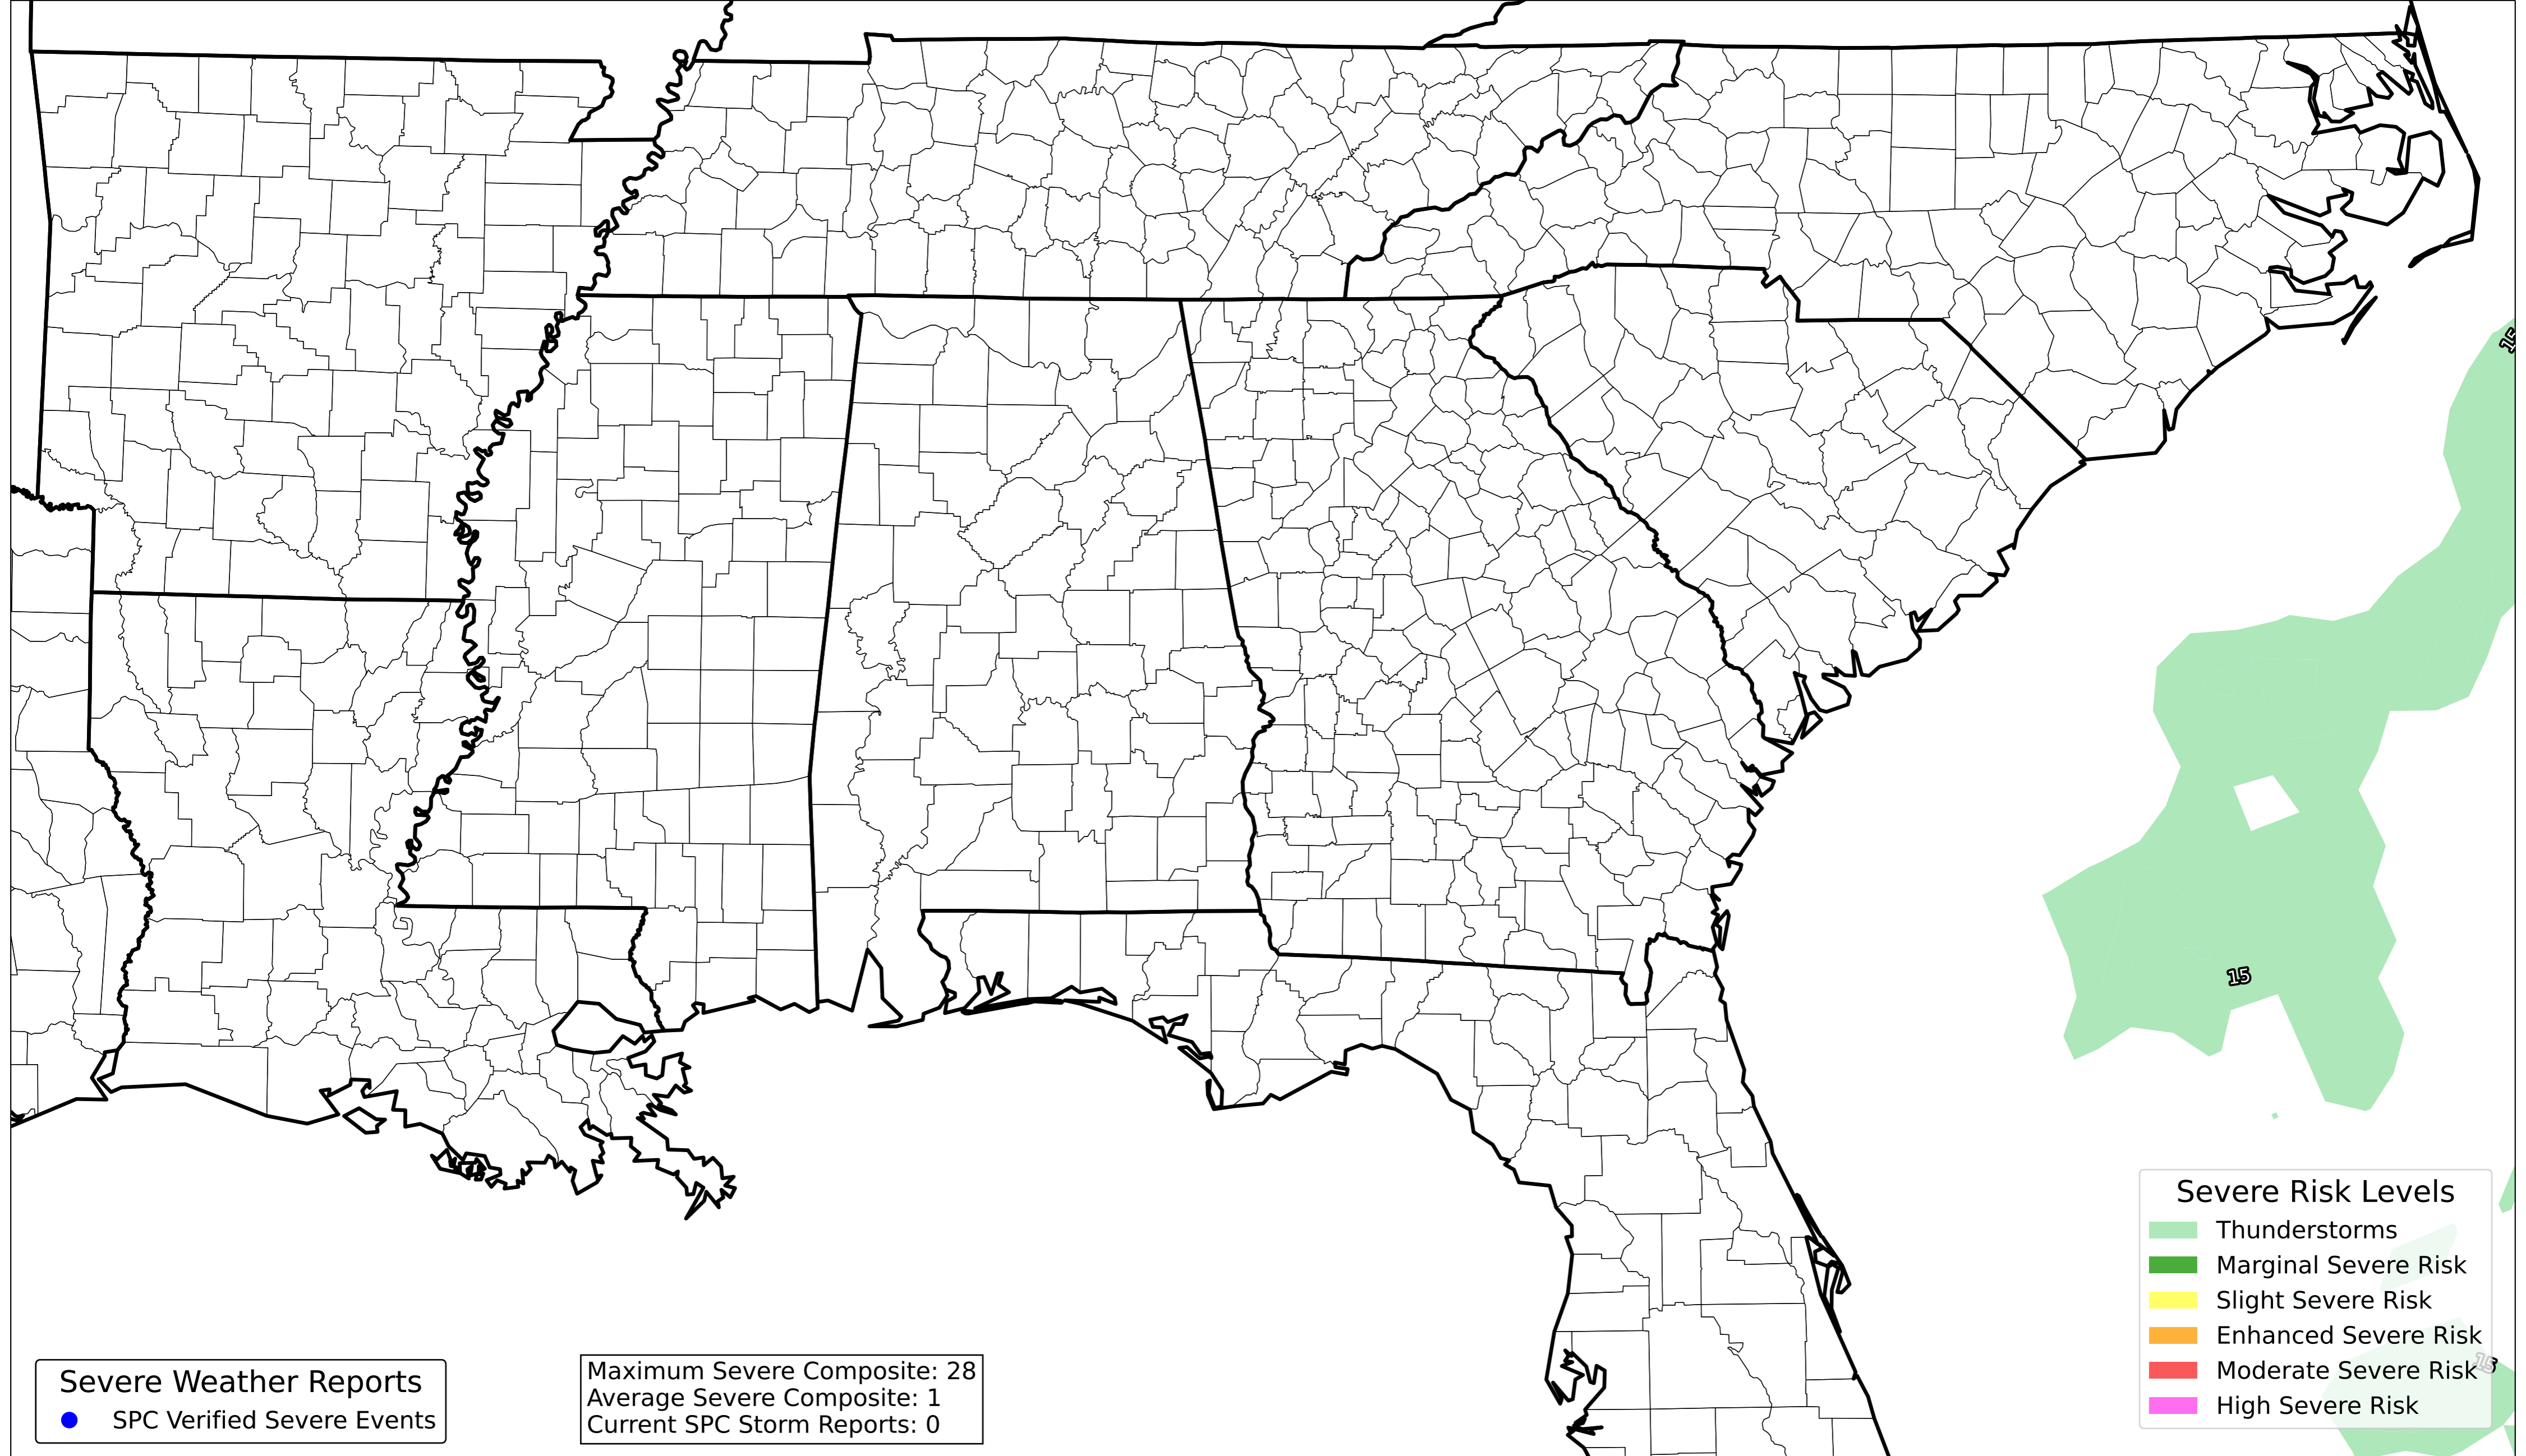 15
15
Severe Risk Levels
Thunderstorms
Marginal Severe Risk
Slight Severe Risk
Enhanced Severe Risk
Moderate Severe Risk
15
High Severe Risk
Severe Weather Reports
SPC Verified Severe Events
Maximum Severe Composite: 28
Average Severe Composite: 1
Current SPC Storm Reports: 0